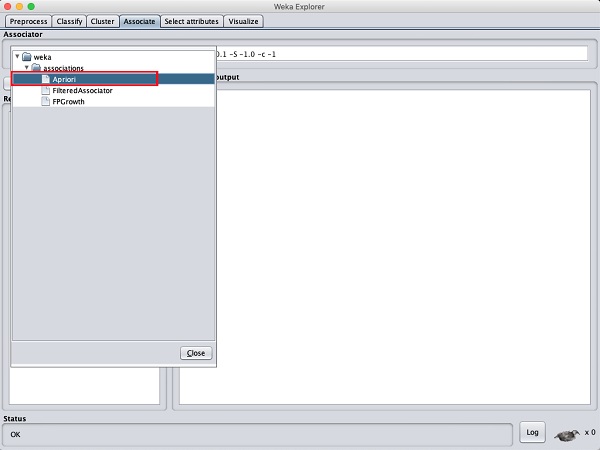 Weka Explorer
Preprocess Classify Cluster Associate Select attributes Visualize
Associator
0.1 -S -1.0 -c -1
weka
associations
Apriori
FilteredAssociator
FPGrowth
output
Re
Close
Status
OK
Log
x 0